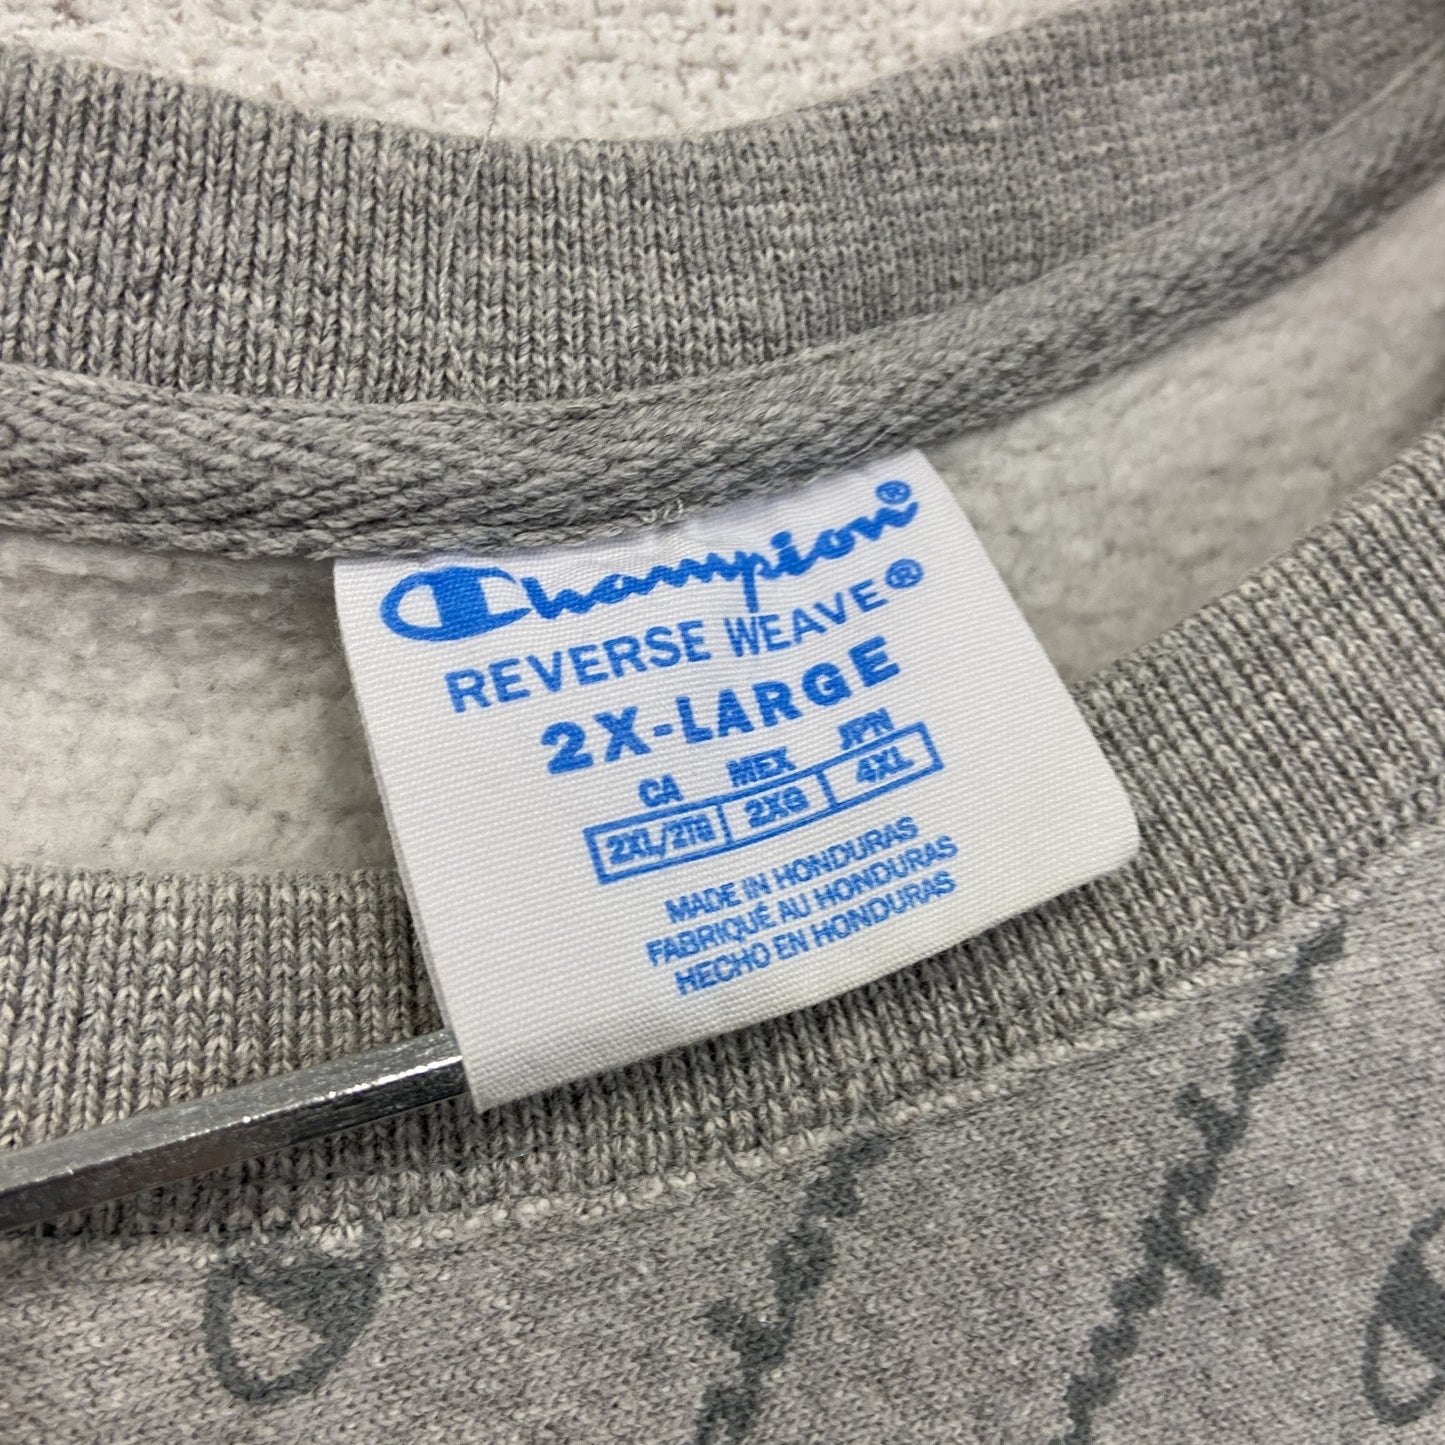 Champion®
REVERSE WEAVE®
2X-LARGE
CA MEX JPN
2XL/2TG 2XG 4XL
MADE IN HONDURAS
FABRIQUÉ AU HONDURAS
HECHO EN HONDURAS